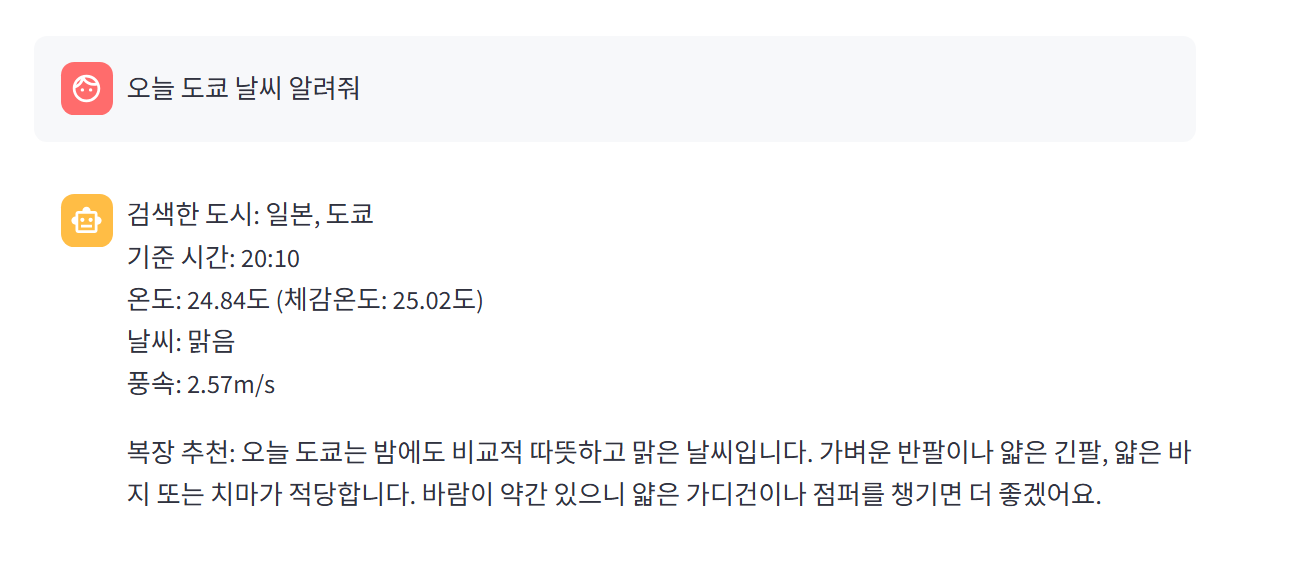 오늘 도쿄 날씨 알려줘
검색한 도시: 일본, 도쿄
기준 시간: 20:10
온도: 24.84도 (체감온도: 25.02도)
날씨: 맑음
풍속: 2.57m/s
복장 추천: 오늘 도쿄는 밤에도 비교적 따뜻하고 맑은 날씨입니다. 가벼운 반팔이나 얇은 긴팔, 얇은 바
지 또는 치마가 적당합니다. 바람이 약간 있으니 얇은 가디건이나 점퍼를 챙기면 더 좋겠어요.